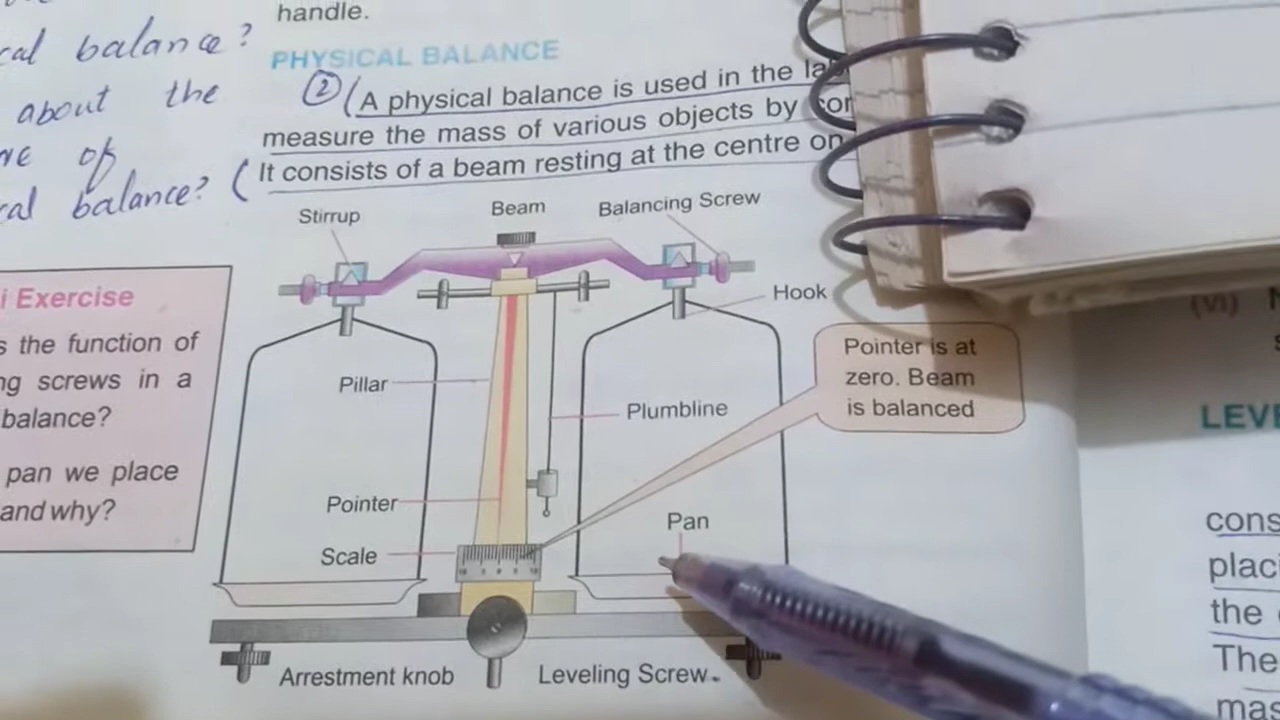 handle.
cal balance?
about the
of
cal balance?
PHYSICAL BALANCE
② (A physical balance is used in the
measure the mass of various objects by
(It consists of a beam resting at the centre on
Stirrup
Beam
Balancing Screw
Hook
Pillar
Plumbline
Pointer is at
zero. Beam
is balanced
Pointer
Scale
Pan
Arrestment knob
Leveling Screw.
i Exercise
s the function of
ng screws in a
balance?
pan we place
and why?
(vi)
LEVE
cons
plac
the
The
mas